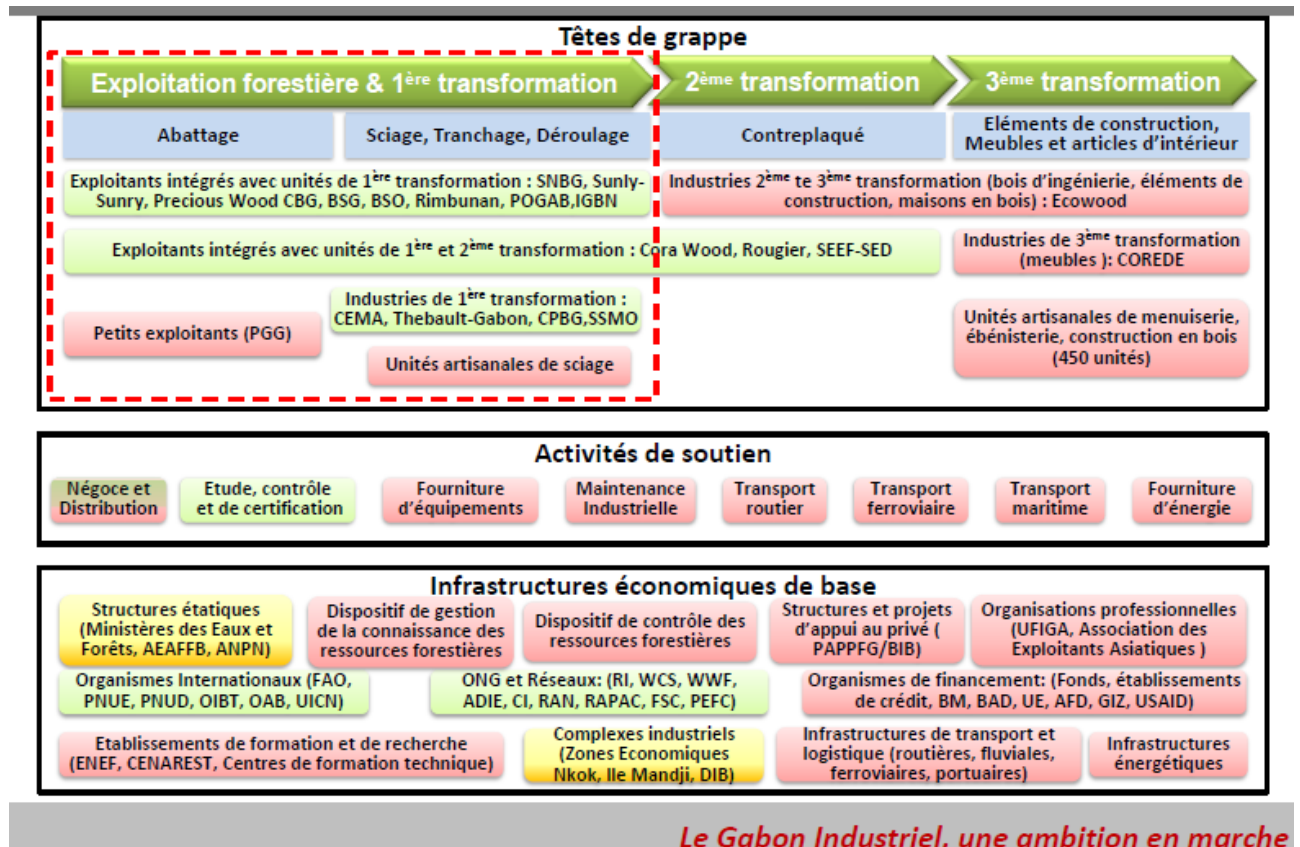 Têtes de grappe
Exploitation forestière & 1ère transformation
2ème transformation
3ème transformation
Abattage
Sciage, Tranchage, Déroulage
Contreplaqué
Eléments de construction,
Meubles et articles d'intérieur
Exploitants intégrés avec unités de 1ère transformation : SNBG, Sunly-
Sunry, Precious Wood CBG, BSG, BSO, Rimbunan, POGAB,IGBN
Industries 2ème te 3ème transformation (bois d'ingénierie, éléments de
construction, maisons en bois) : Ecowood
Exploitants intégrés avec unités de 1ère et 2ème transformation : Cora Wood, Rougier, SEEF-SED
Industries de 3ème transformation
(meubles ): COREDE
Petits exploitants (PGG)
Industries de 1ère transformation :
CEMA, Thebault-Gabon, CPBG,SSMO
Unités artisanales de sciage
Unités artisanales de menuiserie,
ébénisterie, construction en bois
(450 unités)
Activités de soutien
Négoce et
Distribution
Etude, contrôle
et de certification
Fourniture
d'équipements
Maintenance
Industrielle
Transport
routier
Transport
ferroviaire
Transport
maritime
Fourniture
d'énergie
Infrastructures économiques de base
Structures étatiques
(Ministères des Eaux et
Forêts, AEAFFB, ANPN)
Dispositif de gestion
de la connaissance des
ressources forestières
Dispositif de contrôle des
ressources forestières
Structures et projets
d'appui au privé (
PAPPFG/BIB)
Organisations professionnelles
(UFIGA, Association des
Exploitants Asiatiques )
Organismes Internationaux (FAO,
PNUE, PNUD, OIBT, OAB, UICN)
ONG et Réseaux: (RI, WCS, WWF,
ADIE, CI, RAN, RAPAC, FSC, PEFC)
Organismes de financement: (Fonds, établissements
de crédit, BM, BAD, UE, AFD, GIZ, USAID)
Etablissements de formation et de recherche
(ENEF, CENAREST, Centres de formation technique)
Complexes industriels
(Zones Economiques
Nkok, Ile Mandji, DIB)
Infrastructures de transport et
logistique (routières, fluviales,
ferroviaires, portuaires)
Infrastructures
énergétiques
Le Gabon Industriel, une ambition en marche